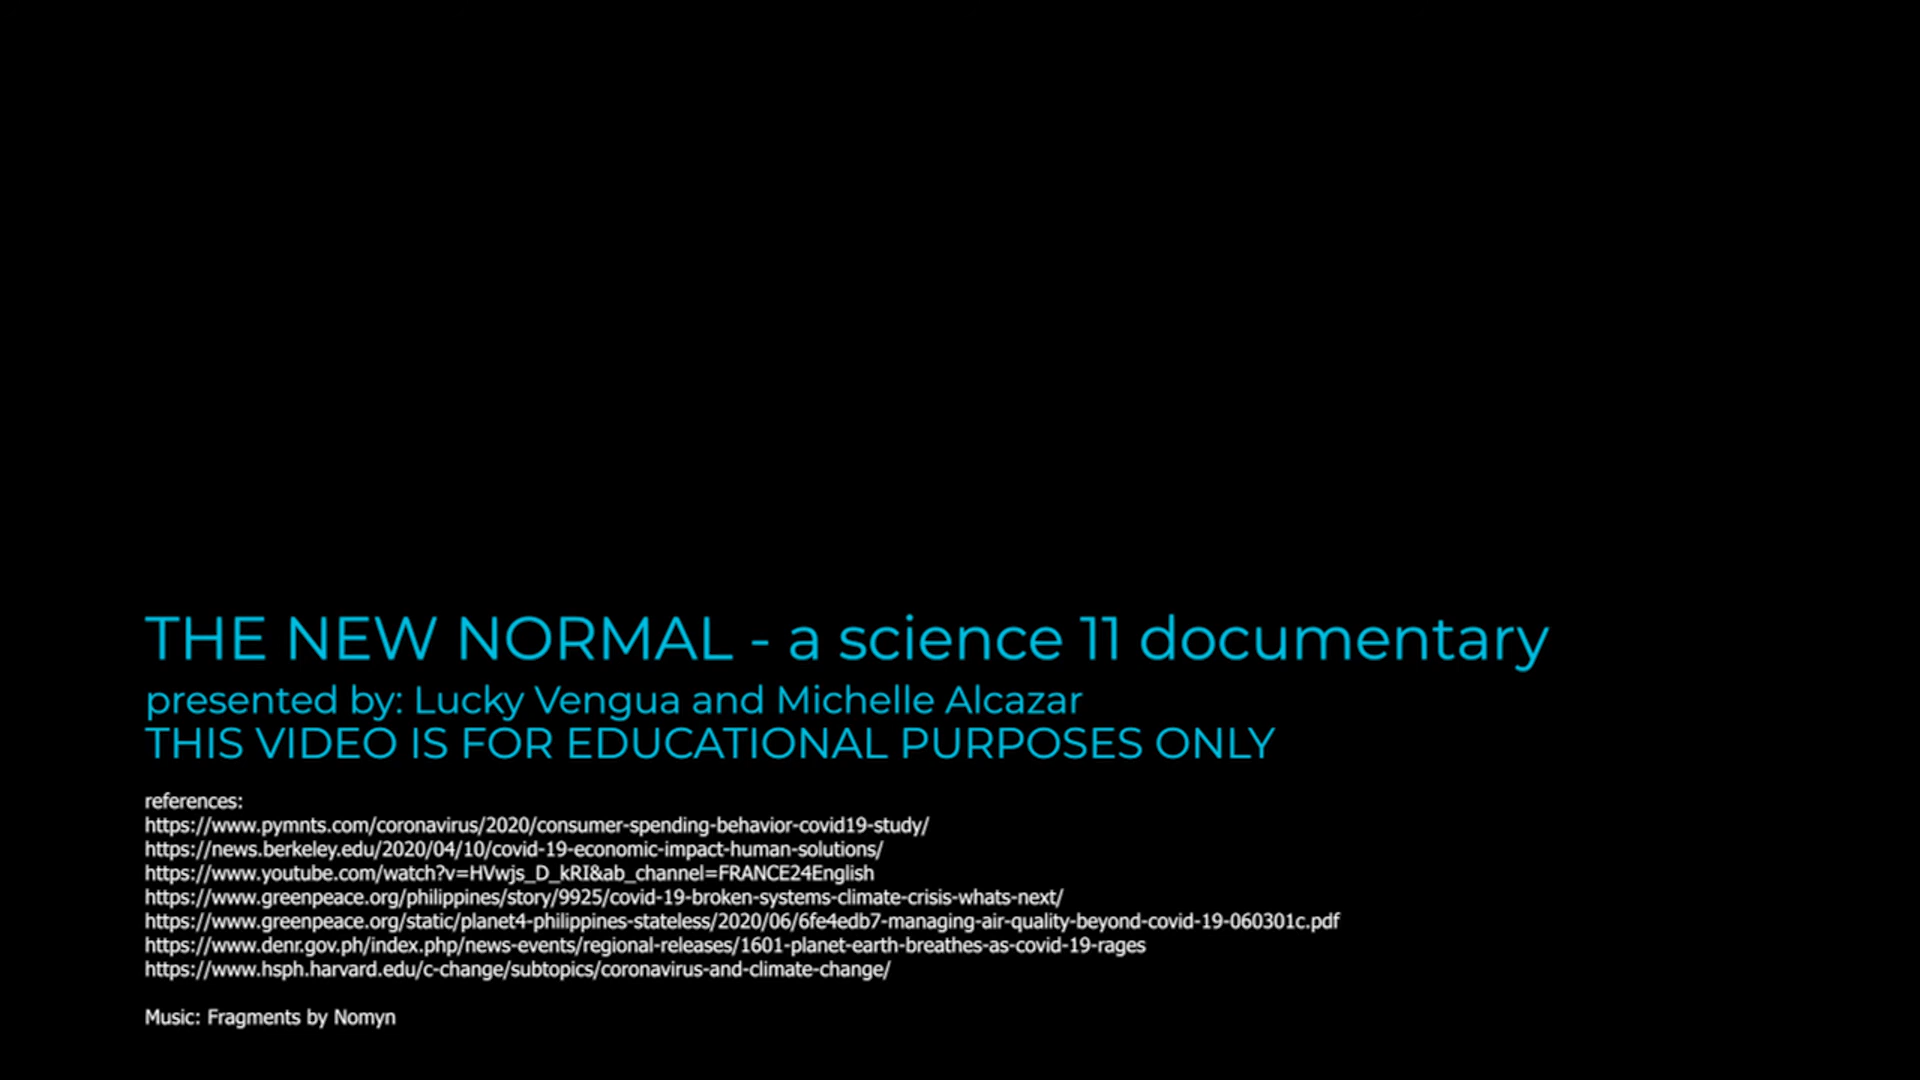 THE NEW NORMAL - a science 11 documentary
presented by: Lucky Vengua and Michelle Alcazar
THIS VIDEO IS FOR EDUCATIONAL PURPOSES ONLY
references:
https://www.pymnts.com/coronavirus/2020/consumer-spending-behavior-covid19-study/
https://news.berkeley.edu/2020/04/10/covid-19-economic-impact-human-solutions/
https://www.youtube.com/watch?v=HVwjs_D_kRI&ab_channel=FRANCE24English
https://www.greenpeace.org/philippines/story/9925/covid-19-broken-systems-climate-crisis-whats-next/
https://www.greenpeace.org/static/planet4-philippines-stateless/2020/06/6fe4edb7-managing-air-quality-beyond-covid-19-060301c.pdf
https://www.denr.gov.ph/index.php/news-events/regional-releases/1601-planet-earth-breathes-as-covid-19-rages
https://www.hsph.harvard.edu/c-change/subtopics/coronavirus-and-climate-change/
Music: Fragments by Nomyn